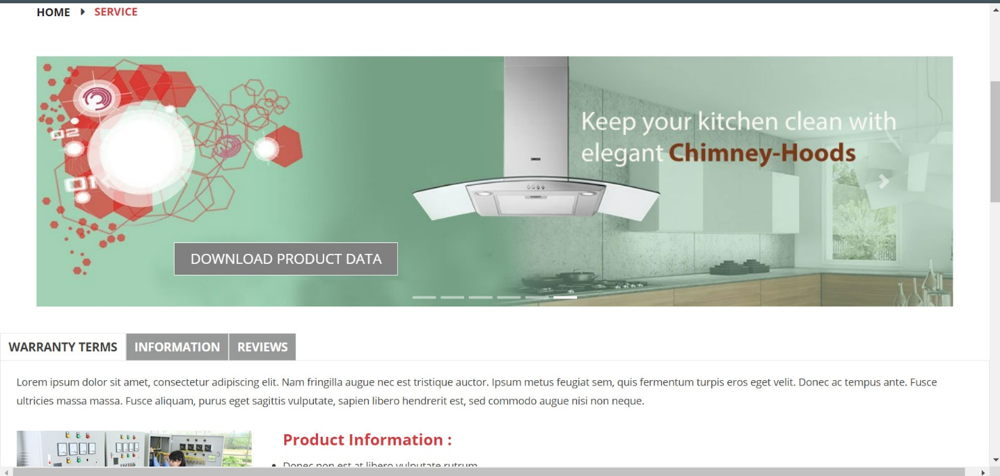 HOME SERVICE
02
01
Keep your kitchen clean with
elegant Chimney-Hoods
DOWNLOAD PRODUCT DATA
WARRANTY TERMS INFORMATION REVIEWS
Lorem ipsum dolor sit amet, consectetur adipiscing elit. Nam fringilla augue nec est tristique auctor. Ipsum metus feugiat sem, quis fermentum turpis eros eget velit. Donec ac tempus ante. Fusce
ultricies massa massa. Fusce aliquam, purus eget sagittis vulputate, sapien libero hendrerit est, sed commodo augue nisi non neque.
Product Information :
Donec non est at libero vulputate rutrum